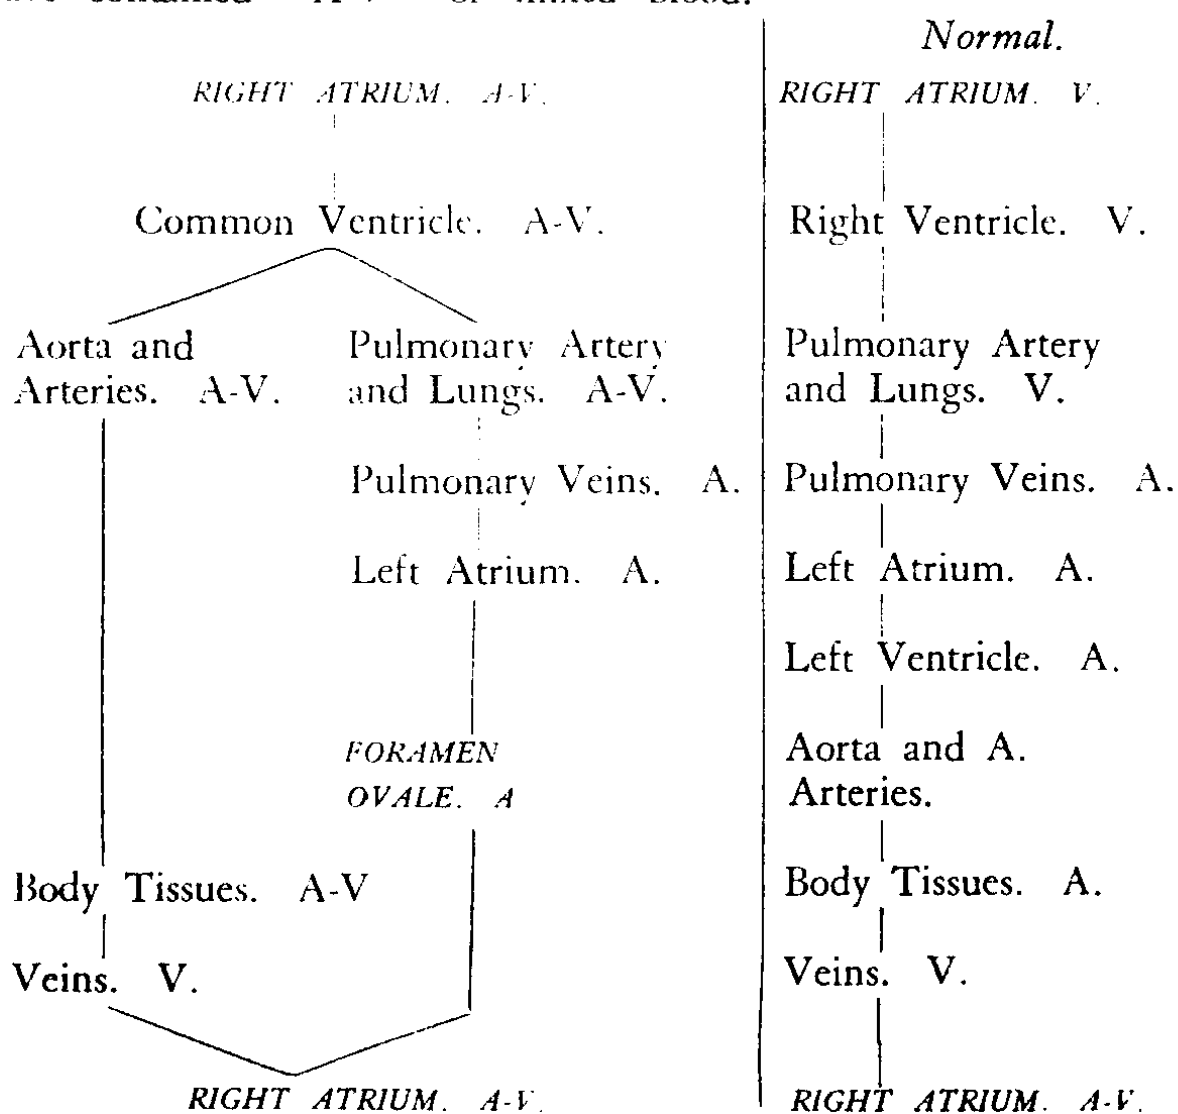 Normal.
RIGHT ATRIUM. A-V.
Common Ventricle. A-V.
Aorta and
Arteries. A-V.
Pulmonary Artery
and Lungs. A-V.
Pulmonary Veins. A.
Left Atrium. A.
FORAMEN
OVALE. A
Body Tissues. A-V
Veins. V.
RIGHT ATRIUM. A-V.
RIGHT ATRIUM. V.
Right Ventricle. V.
Pulmonary Artery
and Lungs. V.
Pulmonary Veins. A.
Left Atrium. A.
Left Ventricle. A.
Aorta and A.
Arteries.
Body Tissues. A.
Veins. V.
RIGHT ATRIUM. A-V.